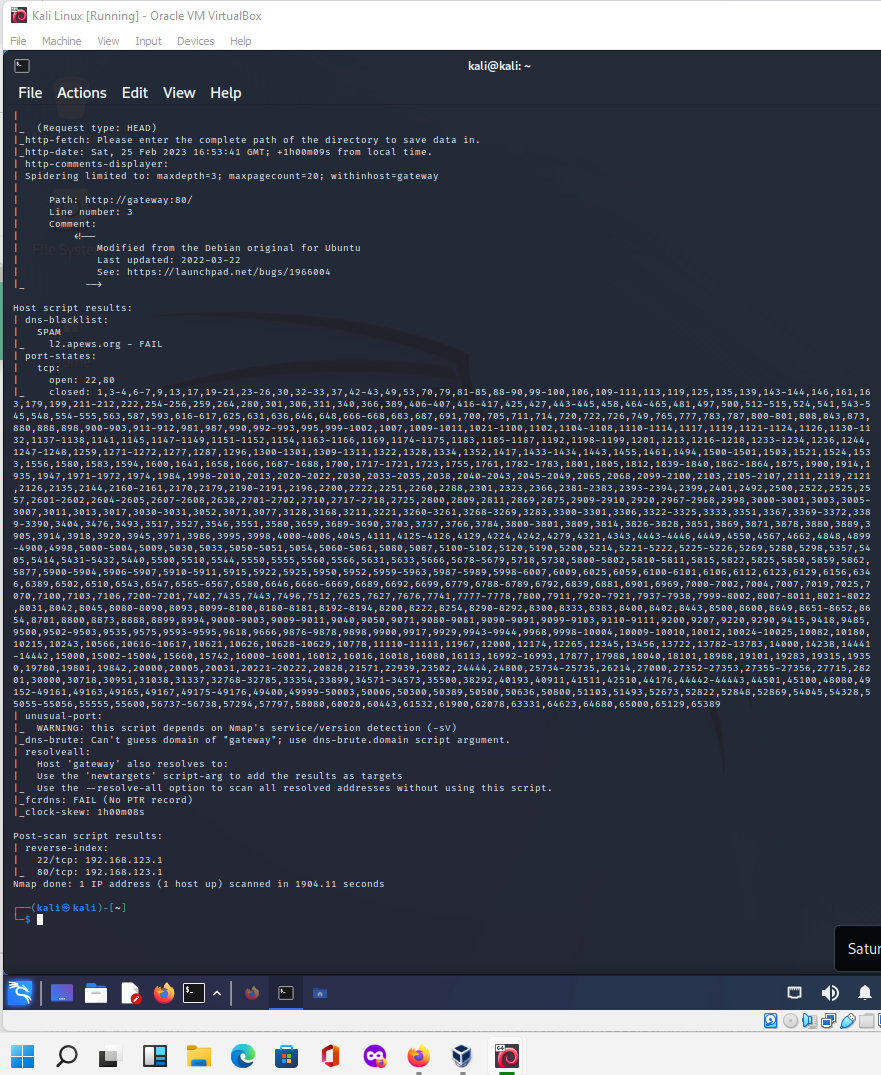 Kali Linux [Running] - Oracle VM VirtualBox
File Machine View Input Devices Help
kali@kali: ~
File Actions Edit View Help
|
|_ (Request type: HEAD)
|_http-fetch: Please enter the complete path of the directory to save data in.
|_http-date: Sat, 25 Feb 2023 16:53:41 GMT; +1h00m09s from local time.
| http-comments-displayer:
| Spidering limited to: maxdepth=3; maxpagecount=20; withinhost=gateway
|
| Path: http://gateway:80/
| Line number: 3
| Comment:
| <!--
| Modified from the Debian original for Ubuntu
| Last updated: 2022-03-22
| See: https://launchpad.net/bugs/1966004
|_ -->
Host script results:
| dns-blacklist:
| SPAM
|_ l2.apews.org - FAIL
| port-states:
| tcp:
| open: 22,80
|_ closed: 1,3-4,6-7,9,13,17,19-21,23-26,30,32-33,37,42-43,49,53,70,79,81-85,88-90,99-100,106,109-111,113,119,125,135,139,143-144,146,161,16
3,179,199,211-212,222,254-256,259,264,280,301,306,311,340,366,389,406-407,416-417,425,427,443-445,458,464-465,481,497,500,512-515,524,541,543-5
45,548,554-555,563,587,593,616-617,625,631,636,646,648,666-668,683,687,691,700,705,711,714,720,722,726,749,765,777,783,787,800-801,808,843,873,
880,888,898,900-903,911-912,981,987,990,992-993,995,999-1002,1007,1009-1011,1021-1100,1102,1104-1108,1110-1114,1117,1119,1121-1124,1126,1130-11
32,1137-1138,1141,1145,1147-1149,1151-1152,1154,1163-1166,1169,1174-1175,1183,1185-1187,1192,1198-1199,1201,1213,1216-1218,1233-1234,1236,1244,
1247-1248,1259,1271-1272,1277,1287,1296,1300-1301,1309-1311,1322,1328,1334,1352,1417,1433-1434,1443,1455,1461,1494,1500-1501,1503,1521,1524,153
3,1556,1580,1583,1594,1600,1641,1658,1666,1687-1688,1700,1717-1721,1723,1755,1761,1782-1783,1801,1805,1812,1839-1840,1862-1864,1875,1900,1914,1
935,1947,1971-1972,1974,1984,1998-2010,2013,2020-2022,2030,2033-2035,2038,2040-2043,2045-2049,2065,2068,2099-2100,2103,2105-2107,2111,2119,2121
,2126,2135,2144,2160-2161,2170,2179,2190-2191,2196,2200,2222,2251,2260,2288,2301,2323,2366,2381-2383,2393-2394,2399,2401,2492,2500,2522,2525,25
57,2601-2602,2604-2605,2607-2608,2638,2701-2702,2710,2717-2718,2725,2800,2809,2811,2869,2875,2909-2910,2920,2967-2968,2998,3000-3001,3003,3005-
3007,3011,3013,3017,3030-3031,3052,3071,3077,3128,3168,3211,3221,3260-3261,3268-3269,3283,3300-3301,3306,3322-3325,3333,3351,3367,3369-3372,338
9-3390,3404,3476,3493,3517,3527,3546,3551,3580,3659,3689-3690,3703,3737,3766,3784,3800-3801,3809,3814,3826-3828,3851,3869,3871,3878,3880,3889,3
905,3914,3918,3920,3945,3971,3986,3995,3998,4000-4006,4045,4111,4125-4126,4129,4224,4242,4279,4321,4343,4443-4446,4449,4550,4567,4662,4848,4899
-4900,4998,5000-5004,5009,5030,5033,5050-5051,5054,5060-5061,5080,5087,5100-5102,5120,5190,5200,5214,5221-5222,5225-5226,5269,5280,5298,5357,54
05,5414,5431-5432,5440,5500,5510,5544,5550,5555,5560,5566,5631,5633,5666,5678-5679,5718,5730,5800-5802,5810-5811,5815,5822,5825,5850,5859,5862,
5877,5900-5904,5906-5907,5910-5911,5915,5922,5925,5950,5952,5959-5963,5987-5989,5998-6007,6009,6025,6059,6100-6101,6106,6112,6123,6129,6156,634
6,6389,6502,6510,6543,6547,6565-6567,6580,6646,6666-6669,6689,6692,6699,6779,6788-6789,6792,6839,6881,6901,6969,7000-7002,7004,7007,7019,7025,7
070,7100,7103,7106,7200-7201,7402,7435,7443,7496,7512,7625,7627,7676,7741,7777-7778,7800,7911,7920-7921,7937-7938,7999-8002,8007-8011,8021-8022
,8031,8042,8045,8080-8090,8093,8099-8100,8180-8181,8192-8194,8200,8222,8254,8290-8292,8300,8333,8383,8400,8402,8443,8500,8600,8649,8651-8652,86
54,8701,8800,8873,8888,8899,8994,9000-9003,9009-9011,9040,9050,9071,9080-9081,9090-9091,9099-9103,9110-9111,9200,9207,9220,9290,9415,9418,9485,
9500,9502-9503,9535,9575,9593-9595,9618,9666,9876-9878,9898,9900,9917,9929,9943-9944,9968,9998-10004,10009-10010,10012,10024-10025,10082,10180,
10215,10243,10566,10616-10617,10621,10626,10628-10629,10778,11110-11111,11967,12000,12174,12265,12345,13456,13722,13782-13783,14000,14238,14441
-14442,15000,15002-15004,15660,15742,16000-16001,16012,16016,16018,16080,16113,16992-16993,17877,17988,18040,18101,18988,19101,19283,19315,1935
0,19780,19801,19842,20000,20005,20031,20221-20222,20828,21571,22939,23502,24444,24800,25734-25735,26214,27000,27352-27353,27355-27356,27715,282
01,30000,30718,30951,31038,31337,32768-32785,33354,33899,34571-34573,35500,38292,40193,40911,41511,42510,44176,44442-44443,44501,45100,48080,49
152-49161,49163,49165,49167,49175-49176,49400,49999-50003,50006,50300,50389,50500,50636,50800,51103,51493,52673,52822,52848,52869,54045,54328,5
5055-55056,55555,55600,56737-56738,57294,57797,58080,60020,60443,61532,61900,62078,63331,64623,64680,65000,65129,65389
| unusual-port:
|_ WARNING: this script depends on Nmap's service/version detection (-sV)
|_dns-brute: Can't guess domain of "gateway"; use dns-brute.domain script argument.
| resolveall:
| Host 'gateway' also resolves to:
| Use the 'newtargets' script-arg to add the results as targets
|_ Use the --resolve-all option to scan all resolved addresses without using this script.
|_fcrdns: FAIL (No PTR record)
|_clock-skew: 1h00m08s
Post-scan script results:
| reverse-index:
| 22/tcp: 192.168.123.1
|_ 80/tcp: 192.168.123.1
Nmap done: 1 IP address (1 host up) scanned in 1904.11 seconds
┌──(kali㉿kali)-[~]
└─$
Satur